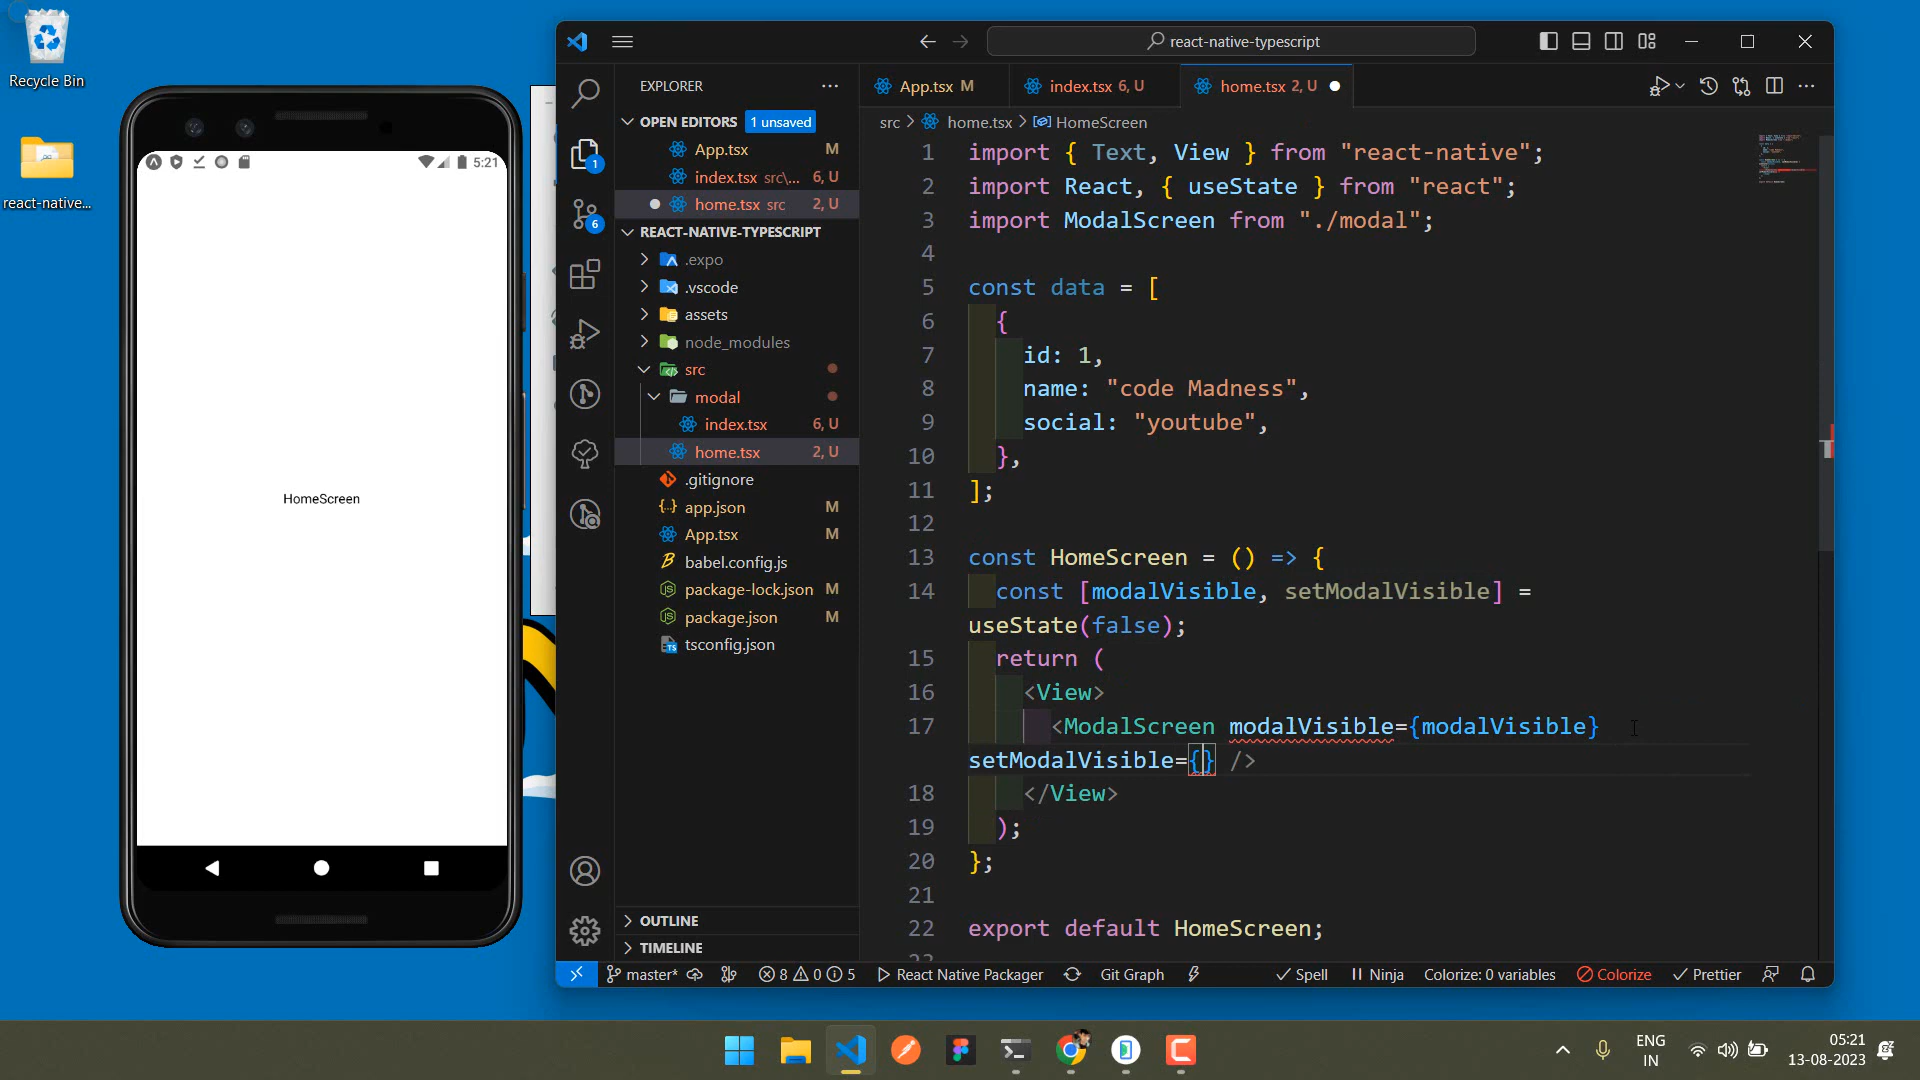 Recycle Bin
react-native...
5:21
HomeScreen
react-native-typescript
EXPLORER
OPEN EDITORS 1 unsaved
App.tsx M
index.tsx src\... 6, U
home.tsx src 2, U
REACT-NATIVE-TYPESCRIPT
.expo
.vscode
assets
node_modules
src
modal
index.tsx 6, U
home.tsx 2, U
.gitignore
app.json M
App.tsx M
babel.config.js
package-lock.json M
package.json M
tsconfig.json
OUTLINE
TIMELINE
1
6
App.tsx M
index.tsx 6, U
home.tsx 2, U
src > home.tsx > HomeScreen
1 import { Text, View } from "react-native";
2 import React, { useState } from "react";
3 import ModalScreen from "./modal";
4
5 const data = [
6 {
7 id: 1,
8 name: "code Madness",
9 social: "youtube",
10 },
11 ];
12
13 const HomeScreen = () => {
14 const [modalVisible, setModalVisible] =
useState(false);
15 return (
16 <View>
17 <ModalScreen modalVisible={modalVisible}
setModalVisible={} />
18 </View>
19 );
20 };
21
22 export default HomeScreen;
master* 8 0 5 React Native Packager Git Graph Spell Ninja Colorize: 0 variables Colorize Prettier
ENG
IN
05:21
13-08-2023